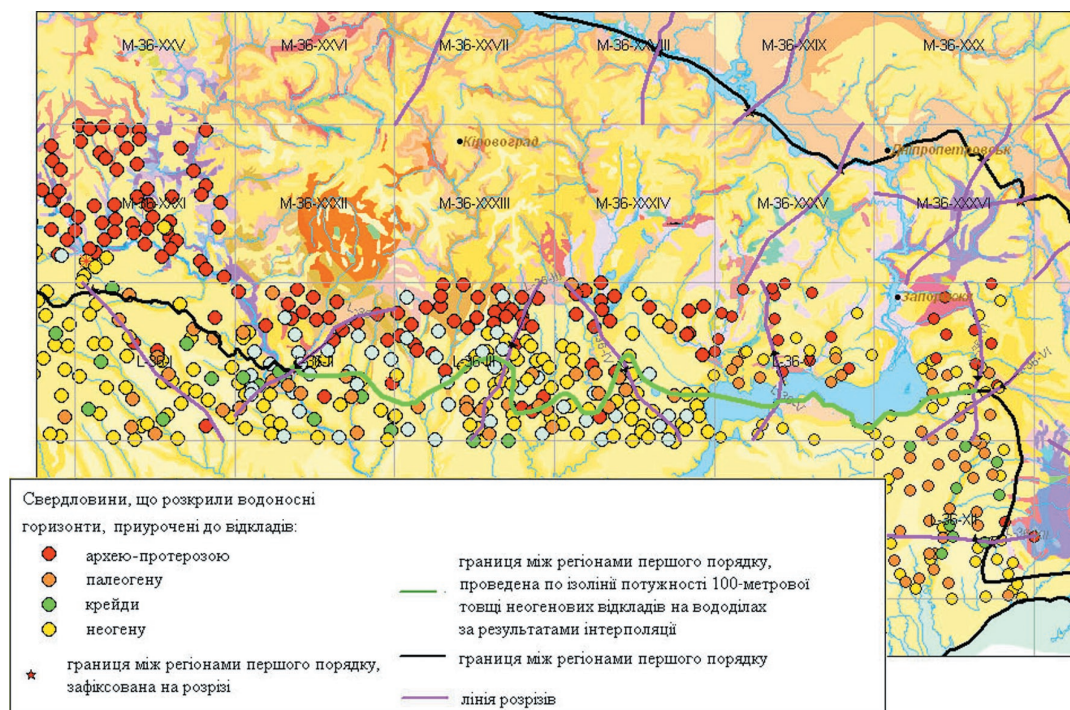 M-36-XXV
M-36-XXVI
M-36-XXVII
M-36-XXVIII
M-36-XXIX
M-36-XXX
Кіровоград
Дніпропетровськ
M-36-XXXI
M-36-XXXII
M-36-XXXIII
M-36-XXXIV
M-36-XXXV
M-36-XXXVI
Запоріжжя
L-36-I
L-36-II
L-36-III
L-36-V
L-36-XII
Свердловини, що розкрили водоносні
горизонти, приурочені до відкладів:
археою-протерозою
палеогену
крейди
неогену
границя між регіонами першого порядку,
зафіксована на розрізі
границя між регіонами першого порядку,
проведена по ізолінії потужності 100-метрової
товщі неогенових відкладів на вододілах
за результатами інтерполяції
границя між регіонами першого порядку
лінія розрізів